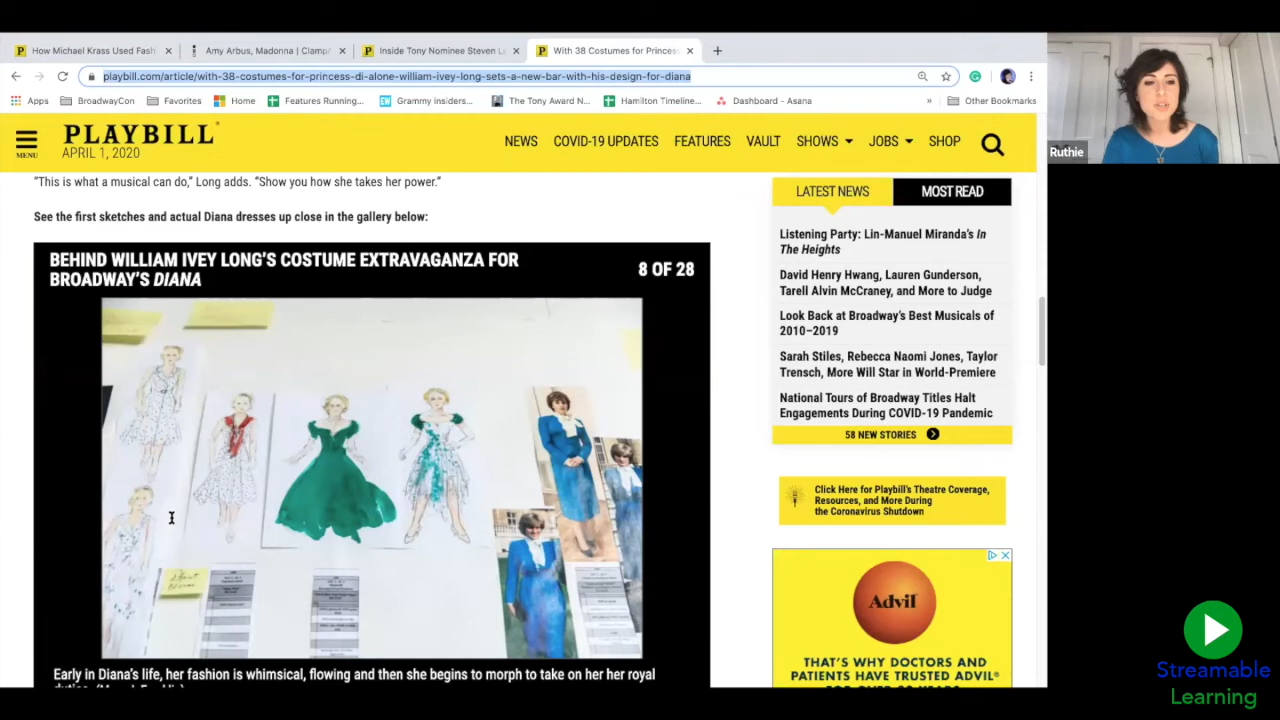 How Michael Krass Used Fash
Amy Arbus, Madonna | Clamp/
Inside Tony Nominee Steven Le
With 38 Costumes for Princess
playbill.com/article/with-38-costumes-for-princess-di-alone-william-ivey-long-sets-a-new-bar-with-his-design-for-diana
Apps
BroadwayCon
Favorites
Home
Features Running...
Grammy insiders...
The Tony Award N...
Hamilton Timeline...
Dashboard - Asana
»
Other Bookmarks
MENU
PLAYBILL
APRIL 1, 2020
NEWS
COVID-19 UPDATES
FEATURES
VAULT
SHOWS
JOBS
SHOP
Ruthie
“This is what a musical can do,” Long adds. “Show you how she takes her power.”
See the first sketches and actual Diana dresses up close in the gallery below:
BEHIND WILLIAM IVEY LONG'S COSTUME EXTRAVAGANZA FOR
BROADWAY'S DIANA
8 OF 28
Early in Diana's life, her fashion is whimsical, flowing and then she begins to morph to take on her her royal
LATEST NEWS
MOST READ
Listening Party: Lin-Manuel Miranda's In
The Heights
David Henry Hwang, Lauren Gunderson,
Tarell Alvin McCraney, and More to Judge
Look Back at Broadway's Best Musicals of
2010–2019
Sarah Stiles, Rebecca Naomi Jones, Taylor
Trensch, More Will Star in World-Premiere
National Tours of Broadway Titles Halt
Engagements During COVID-19 Pandemic
58 NEW STORIES
Click Here for Playbill's Theatre Coverage,
Resources, and More During
the Coronavirus Shutdown
Advil
THAT'S WHY DOCTORS AND
PATIENTS HAVE TRUSTED ADVIL®
Streamable
Learning